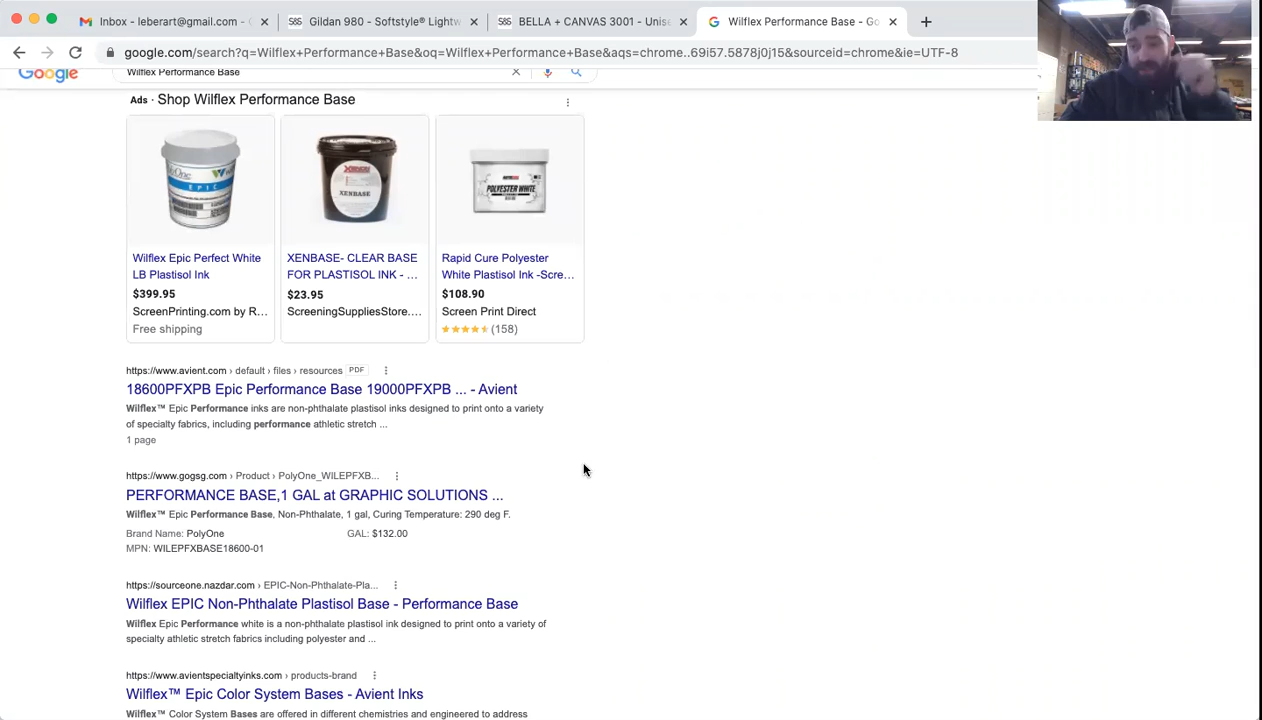 Inbox - leberart@gmail.com -
S&S Gildan 980 - Softstyle® Lightw
S&S BELLA + CANVAS 3001 - Unis
G Wilflex Performance Base - Go
google.com/search?q=Wilflex+Performance+Base&oq=Wilflex+Performance+Base&aqs=chrome..69i57.5878j0j15&sourceid=chrome&ie=UTF-8
Google
Wilflex Performance Base
Ads · Shop Wilflex Performance Base
EPIC
XENBASE
POLYESTER WHITE
Wilflex Epic Perfect White
LB Plastisol Ink
$399.95
ScreenPrinting.com by R...
Free shipping
XENBASE- CLEAR BASE
FOR PLASTISOL INK - ...
$23.95
ScreeningSuppliesStore....
Rapid Cure Polyester
White Plastisol Ink -Scre...
$108.90
Screen Print Direct
(158)
https://www.avient.com › default › files › resources PDF
18600PFXPB Epic Performance Base 19000PFXPB ... - Avient
Wilflex™ Epic Performance inks are non-phthalate plastisol inks designed to print onto a variety
of specialty fabrics, including performance athletic stretch ...
1 page
https://www.gogsg.com › Product › PolyOne_WILEPFXB...
PERFORMANCE BASE,1 GAL at GRAPHIC SOLUTIONS ...
Wilflex™ Epic Performance Base, Non-Phthalate, 1 gal, Curing Temperature: 290 deg F.
Brand Name: PolyOne GAL: $132.00
MPN: WILEPFXBASE18600-01
https://sourceone.nazdar.com › EPIC-Non-Phthalate-Pla...
Wilflex EPIC Non-Phthalate Plastisol Base - Performance Base
Wilflex Epic Performance white is a non-phthalate plastisol ink designed to print onto a variety of
specialty athletic stretch fabrics including polyester and ...
https://www.avientspecialtyinks.com › products-brand
Wilflex™ Epic Color System Bases - Avient Inks
Wilflex™ Color System Bases are offered in different chemistries and engineered to address